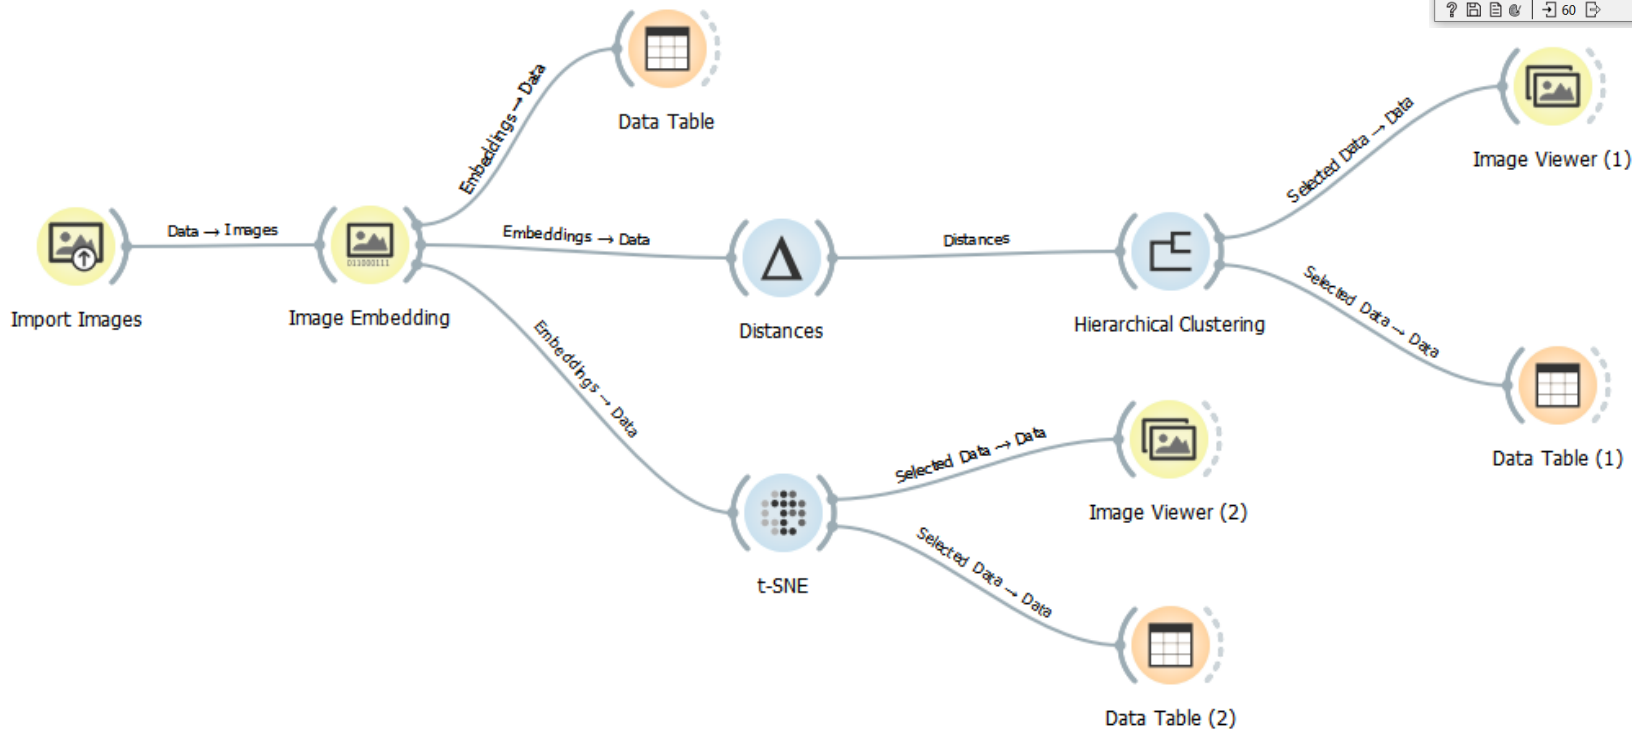 ? 60
Embeddings → Data
Data Table
Selected Data → Data
Image Viewer (1)
Data → Images
Import Images
011000111
Image Embedding
Embeddings → Data
Distances
Distances
Hierarchical Clustering
Selected Data → Data
Data Table (1)
Embeddings → Data
t-SNE
Selected Data → Data
Image Viewer (2)
Selected Data → Data
Data Table (2)